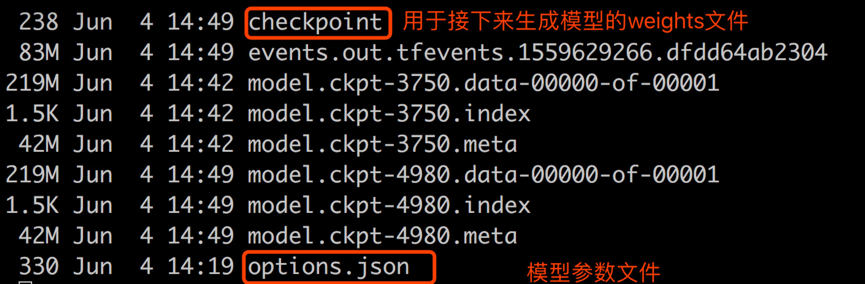 238 Jun 4 14:49 checkpoint 用于接下来生成模型的weights文件
83M Jun 4 14:49 events.out.tfevents.1559629266.dfdd64ab2304
219M Jun 4 14:42 model.ckpt-3750.data-00000-of-00001
1.5K Jun 4 14:42 model.ckpt-3750.index
42M Jun 4 14:42 model.ckpt-3750.meta
219M Jun 4 14:49 model.ckpt-4980.data-00000-of-00001
1.5K Jun 4 14:49 model.ckpt-4980.index
42M Jun 4 14:49 model.ckpt-4980.meta
330 Jun 4 14:19 options.json 模型参数文件